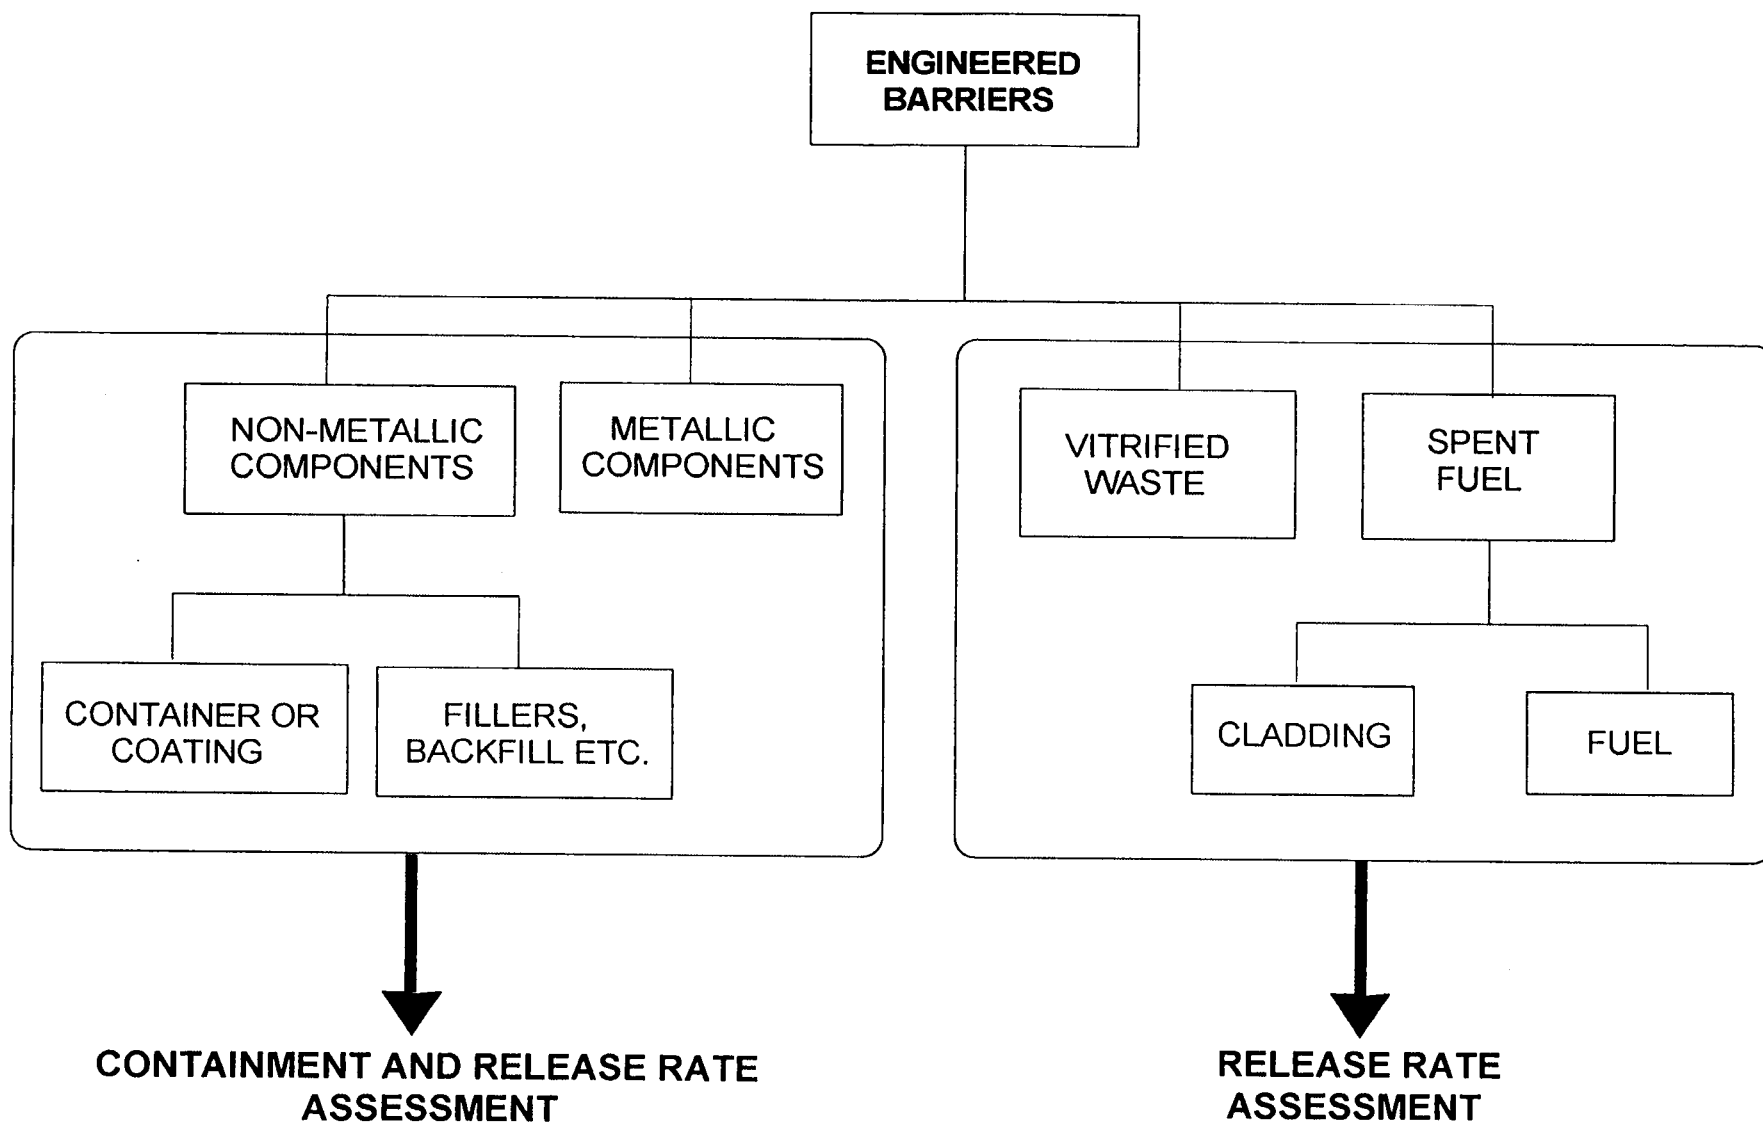 ENGINEERED
BARRIERS
NON-METALLIC
COMPONENTS
METALLIC
COMPONENTS
VITRIFIED
WASTE
SPENT
FUEL
CONTAINER OR
COATING
FILLERS,
BACKFILL ETC.
CLADDING
FUEL
CONTAINMENT AND RELEASE RATE
ASSESSMENT
RELEASE RATE
ASSESSMENT